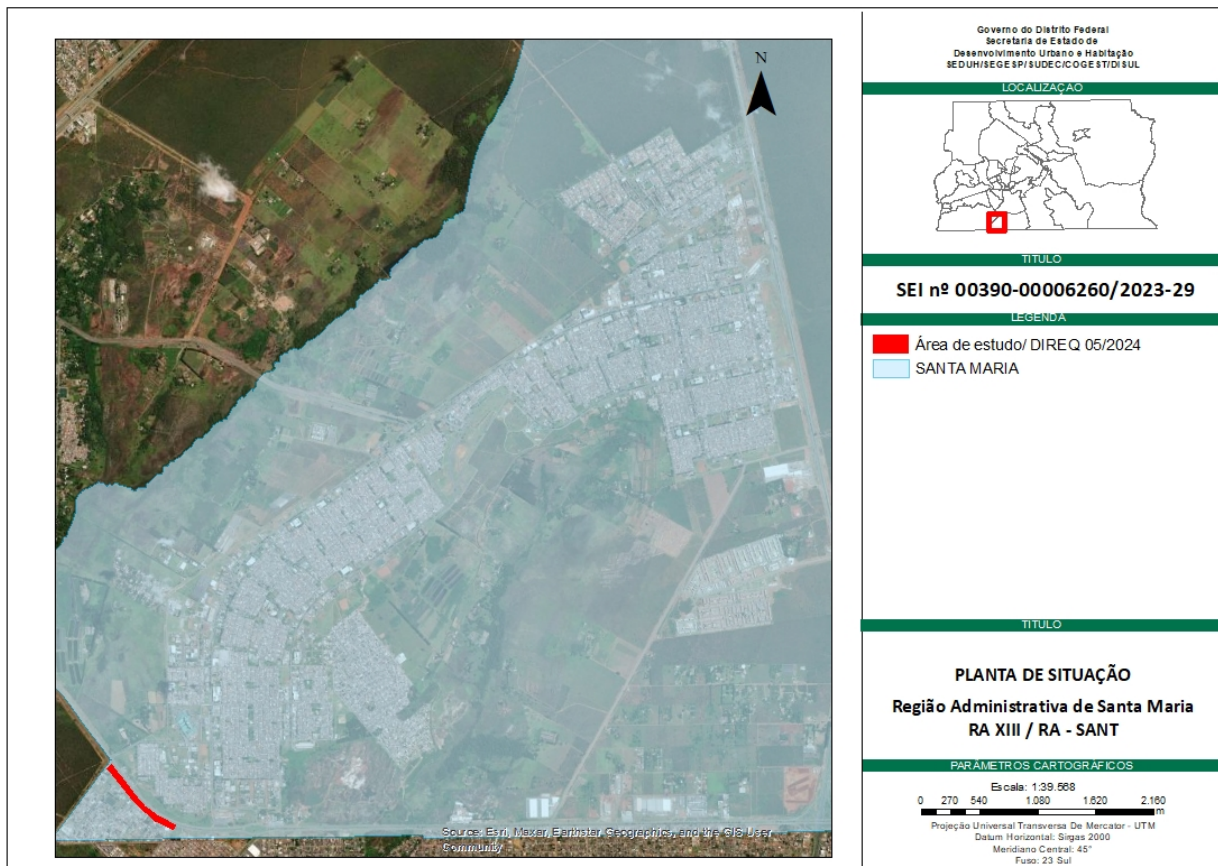 N
Source: Esri, Maxar, Earthstar Geographics, and the GIS User
Community
Governo do Distrito Federal
Secretaria de Estado de
Desenvolvimento Urbano e Habitação
SEDUH/SEGESP/SUDEC/COGEST/DISUL
LOCALIZAÇÃO
TITULO
SEI nº 00390-00006260/2023-29
LEGENDA
Área de estudo/ DIREQ 05/2024
SANTA MARIA
TITULO
PLANTA DE SITUAÇÃO
Região Administrativa de Santa Maria
RA XIII / RA - SANT
PARÂMETROS CARTOGRÁFICOS
Escala: 1:39.568
0 270 540 1.080 1.620 2.160
m
Projeção Universal Transversa De Mercator - UTM
Datum Horizontal: Sirgas 2000
Meridiano Central: 45°
Fuso: 23 Sul